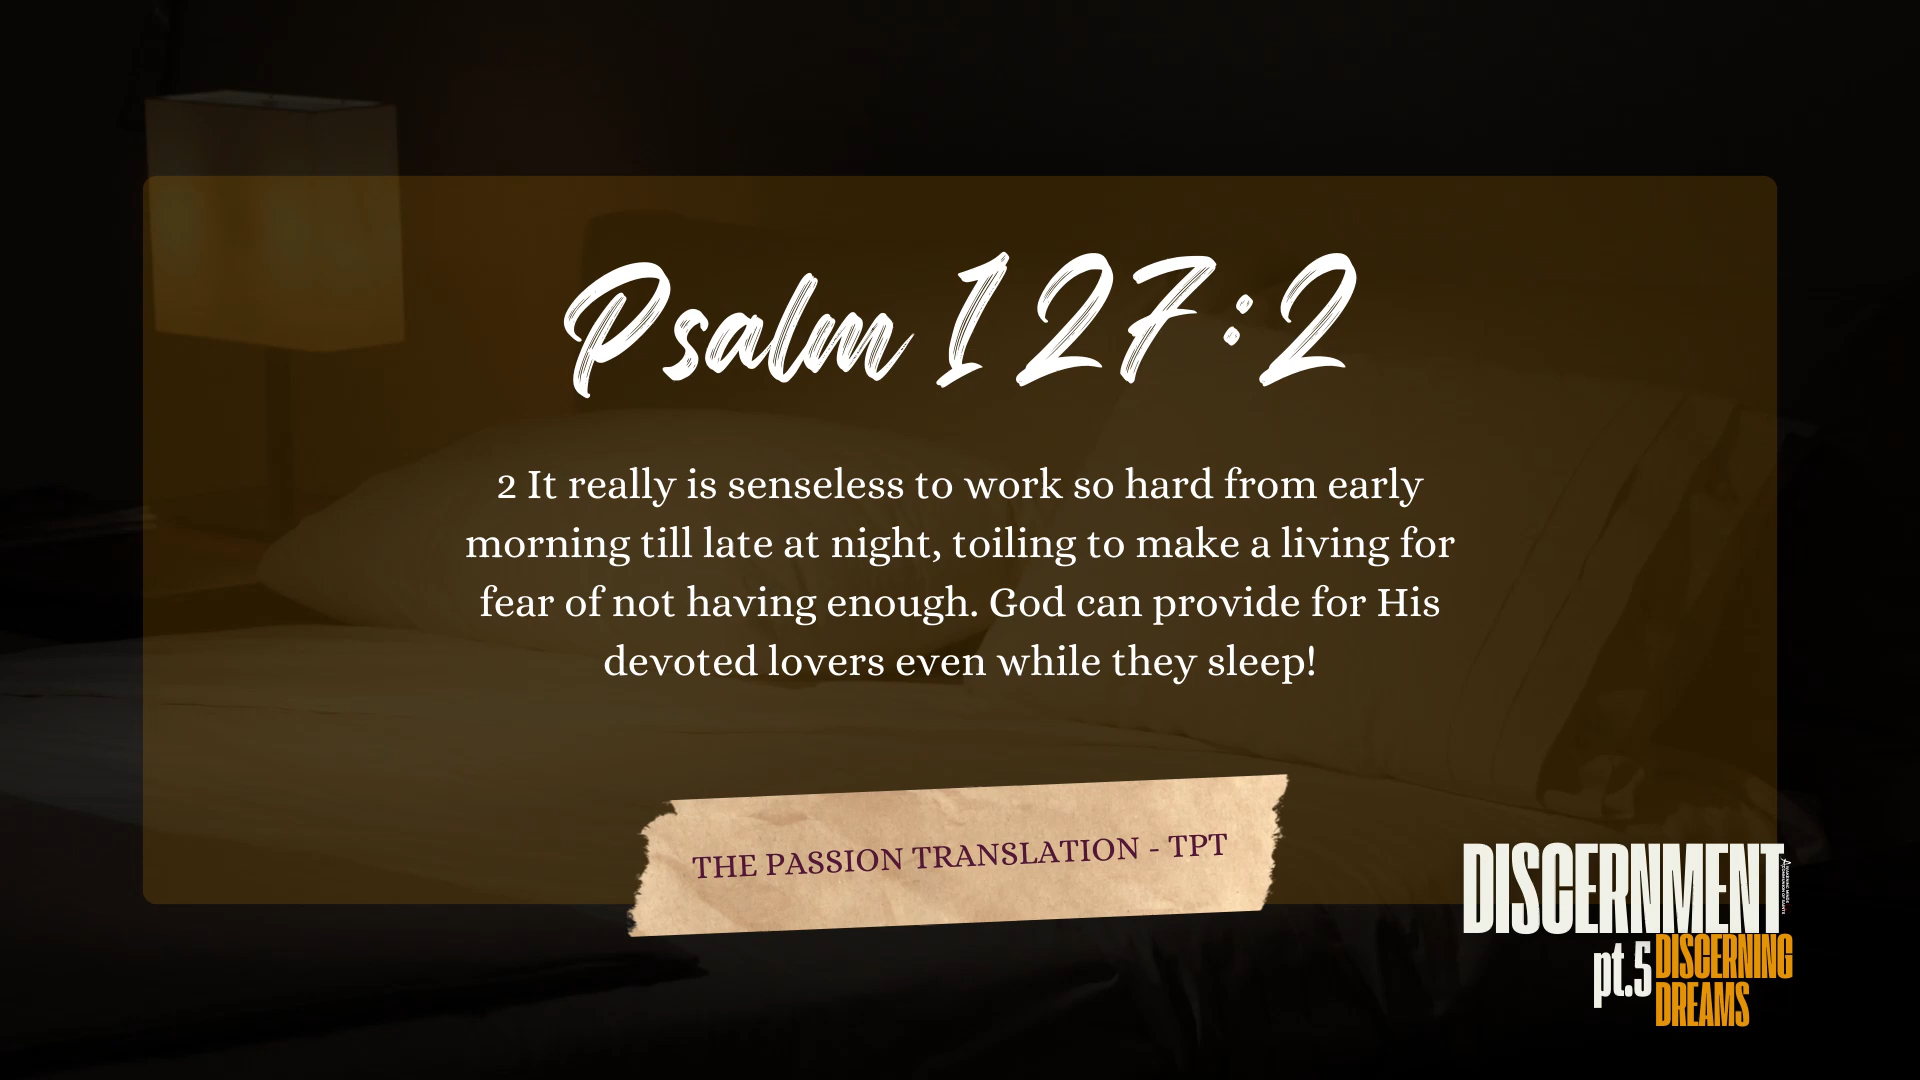 Psalm 127:2
2 It really is senseless to work so hard from early
morning till late at night, toiling to make a living for
fear of not having enough. God can provide for His
devoted lovers even while they sleep!
THE PASSION TRANSLATION - TPT
DISCERNMENT
pt.5 DISCERNING
DREAMS